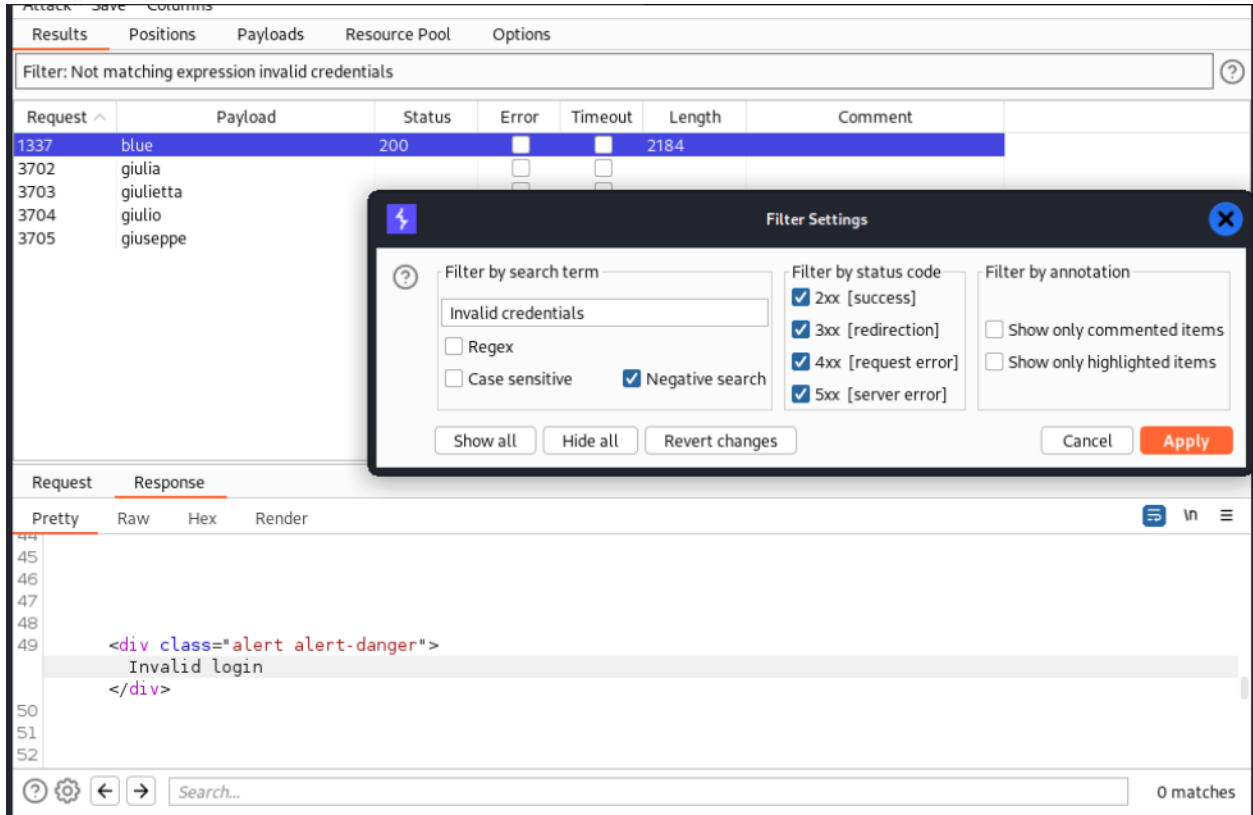 Attack Save Columns
Results Positions Payloads Resource Pool Options
Filter: Not matching expression invalid credentials
Request Payload Status Error Timeout Length Comment
1337 blue 200 2184
3702 giulia
3703 giulietta
3704 giulio
3705 giuseppe
Filter Settings
Filter by search term
Invalid credentials
Regex
Case sensitive Negative search
Filter by status code
2xx [success]
3xx [redirection]
4xx [request error]
5xx [server error]
Filter by annotation
Show only commented items
Show only highlighted items
Show all Hide all Revert changes Cancel Apply
Request Response
Pretty Raw Hex Render \n
44
45
46
47
48
49 <div class="alert alert-danger">
Invalid login
</div>
50
51
52
Search... 0 matches